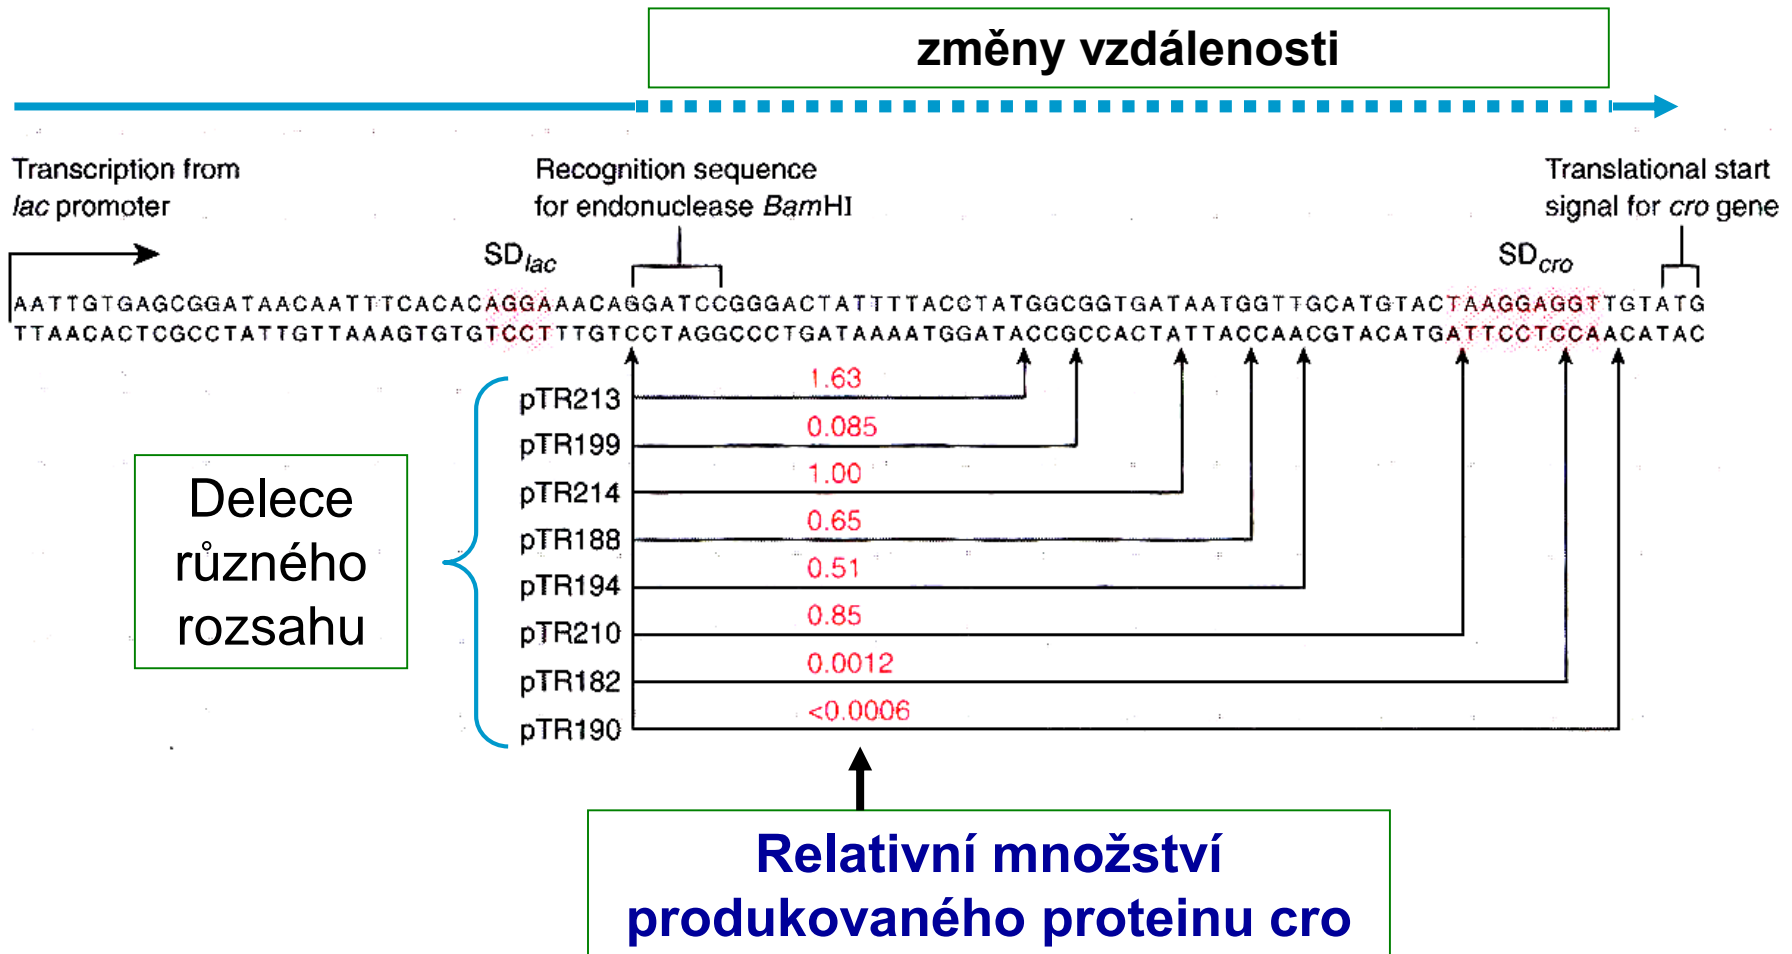 změny vzdálenosti
Transcription from
lac promoter
Recognition sequence
for endonuclease BamHI
Translational start
signal for cro gene
SDlac
SDcro
AATTGTGAGCGGATAACAATTTCACACAGGAAACAGGATCCGGGACTATTTTTACCTATGGCGGTGATAATGGTTGCATGTACTAAGGAGGTTGTATG
TTAACACTCGCCTATTGTTAAAGTGTGTCCTTTGTCCTAGGCCCTGATAAAAATGGATACCGCCACTATTACCAACGTACATGATTCCTCCAACATAC
pTR213 1.63
pTR199 0.085
pTR214 1.00
pTR188 0.65
pTR194 0.51
pTR210 0.85
pTR182 0.0012
pTR190 <0.0006
Delece
různého
rozsahu
Relativní množství
produkovaného proteinu cro